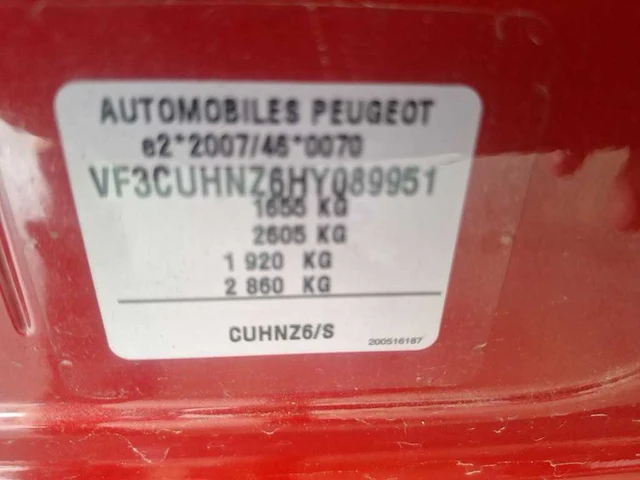 AUTOMOBILES PEUGEOT
e2*2007/46*0070
VF3CUHNZ6HY089951
1655 KG
2605 KG
1 920 KG
2 860 KG
CUHNZ6/S
200516187